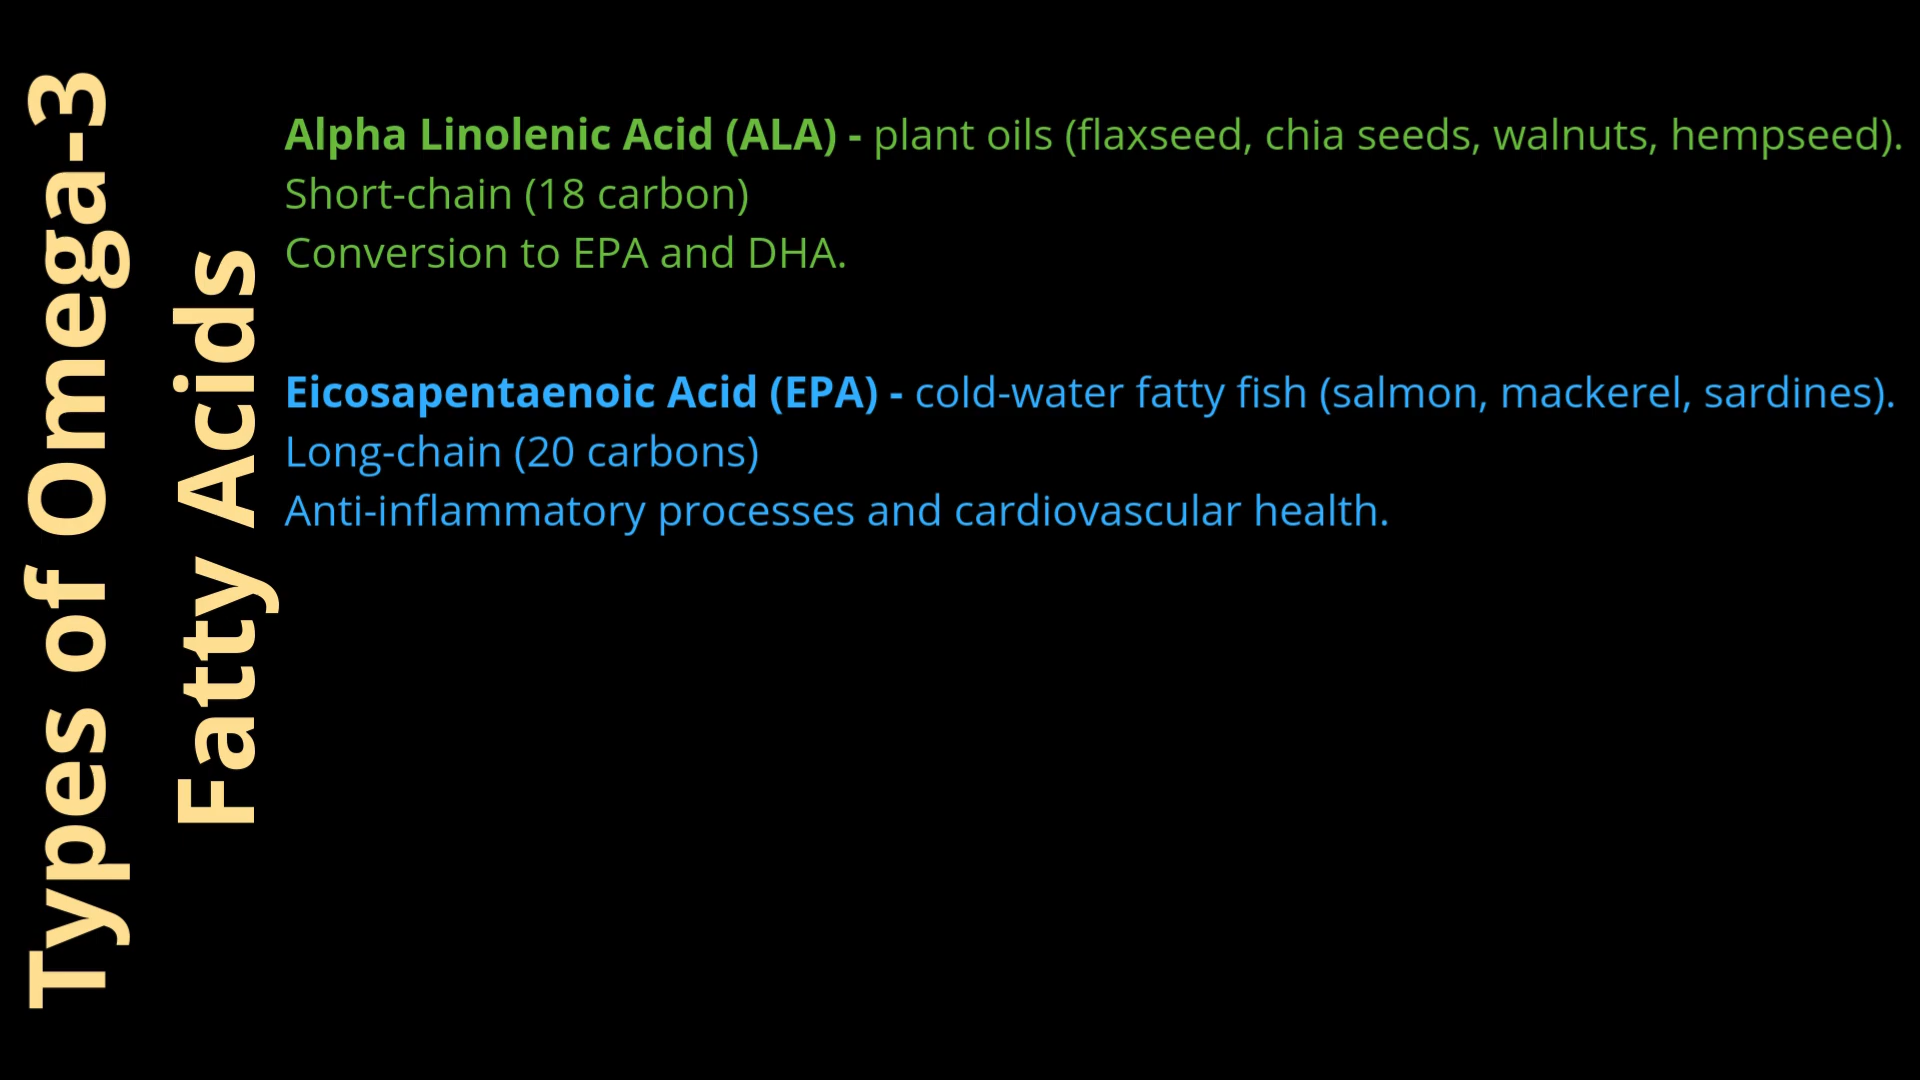 Types of Omega-3
Fatty Acids
Alpha Linolenic Acid (ALA) - plant oils (flaxseed, chia seeds, walnuts, hempseed).
Short-chain (18 carbon)
Conversion to EPA and DHA.
Eicosapentaenoic Acid (EPA) - cold-water fatty fish (salmon, mackerel, sardines).
Long-chain (20 carbons)
Anti-inflammatory processes and cardiovascular health.